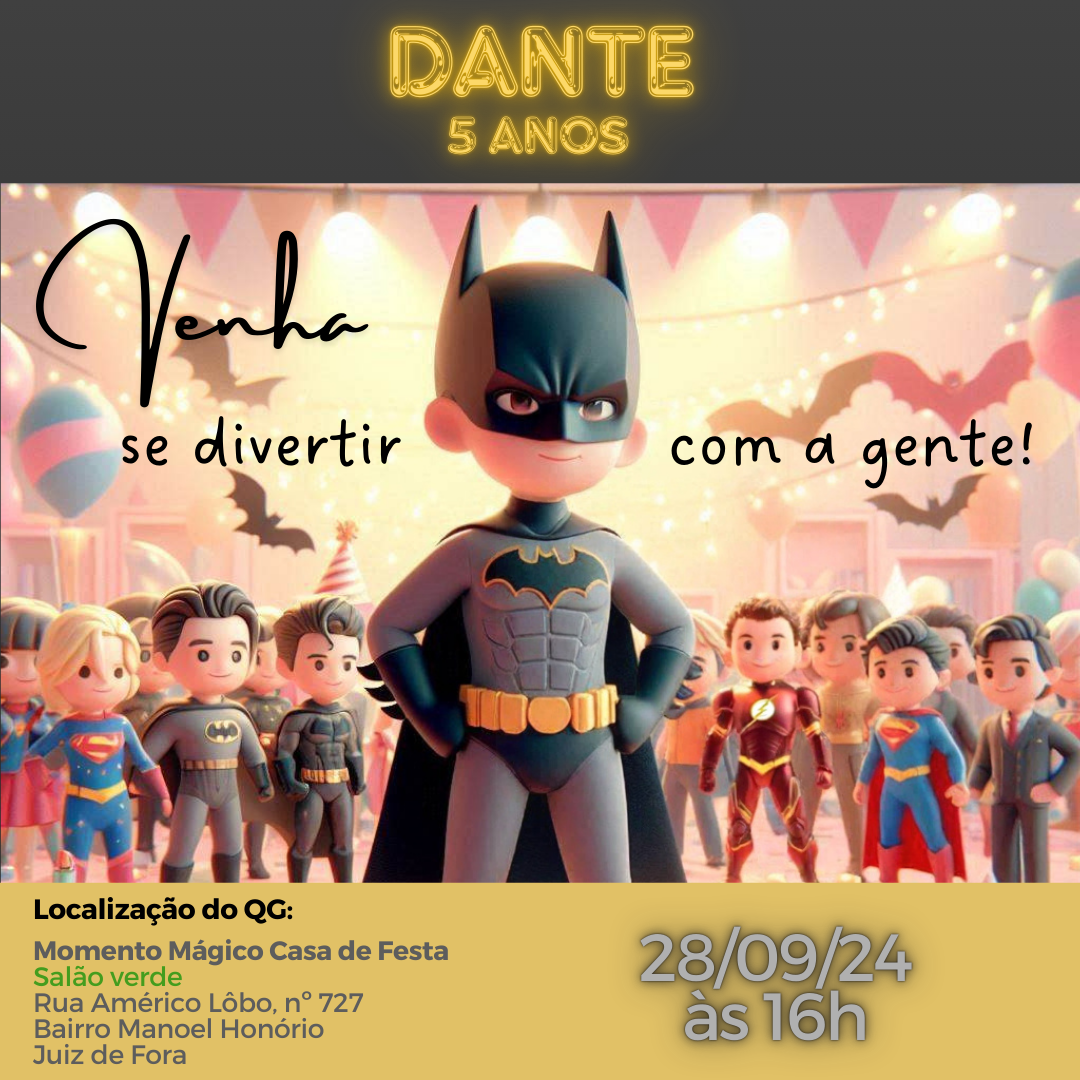 DANTE
5 ANOS
Venha
se divertir com a gente!
Localização do QG:
Momento Mágico Casa de Festa
Salão verde
Rua Américo Lôbo, nº 727
Bairro Manoel Honório
Juiz de Fora
28/09/24
às 16h